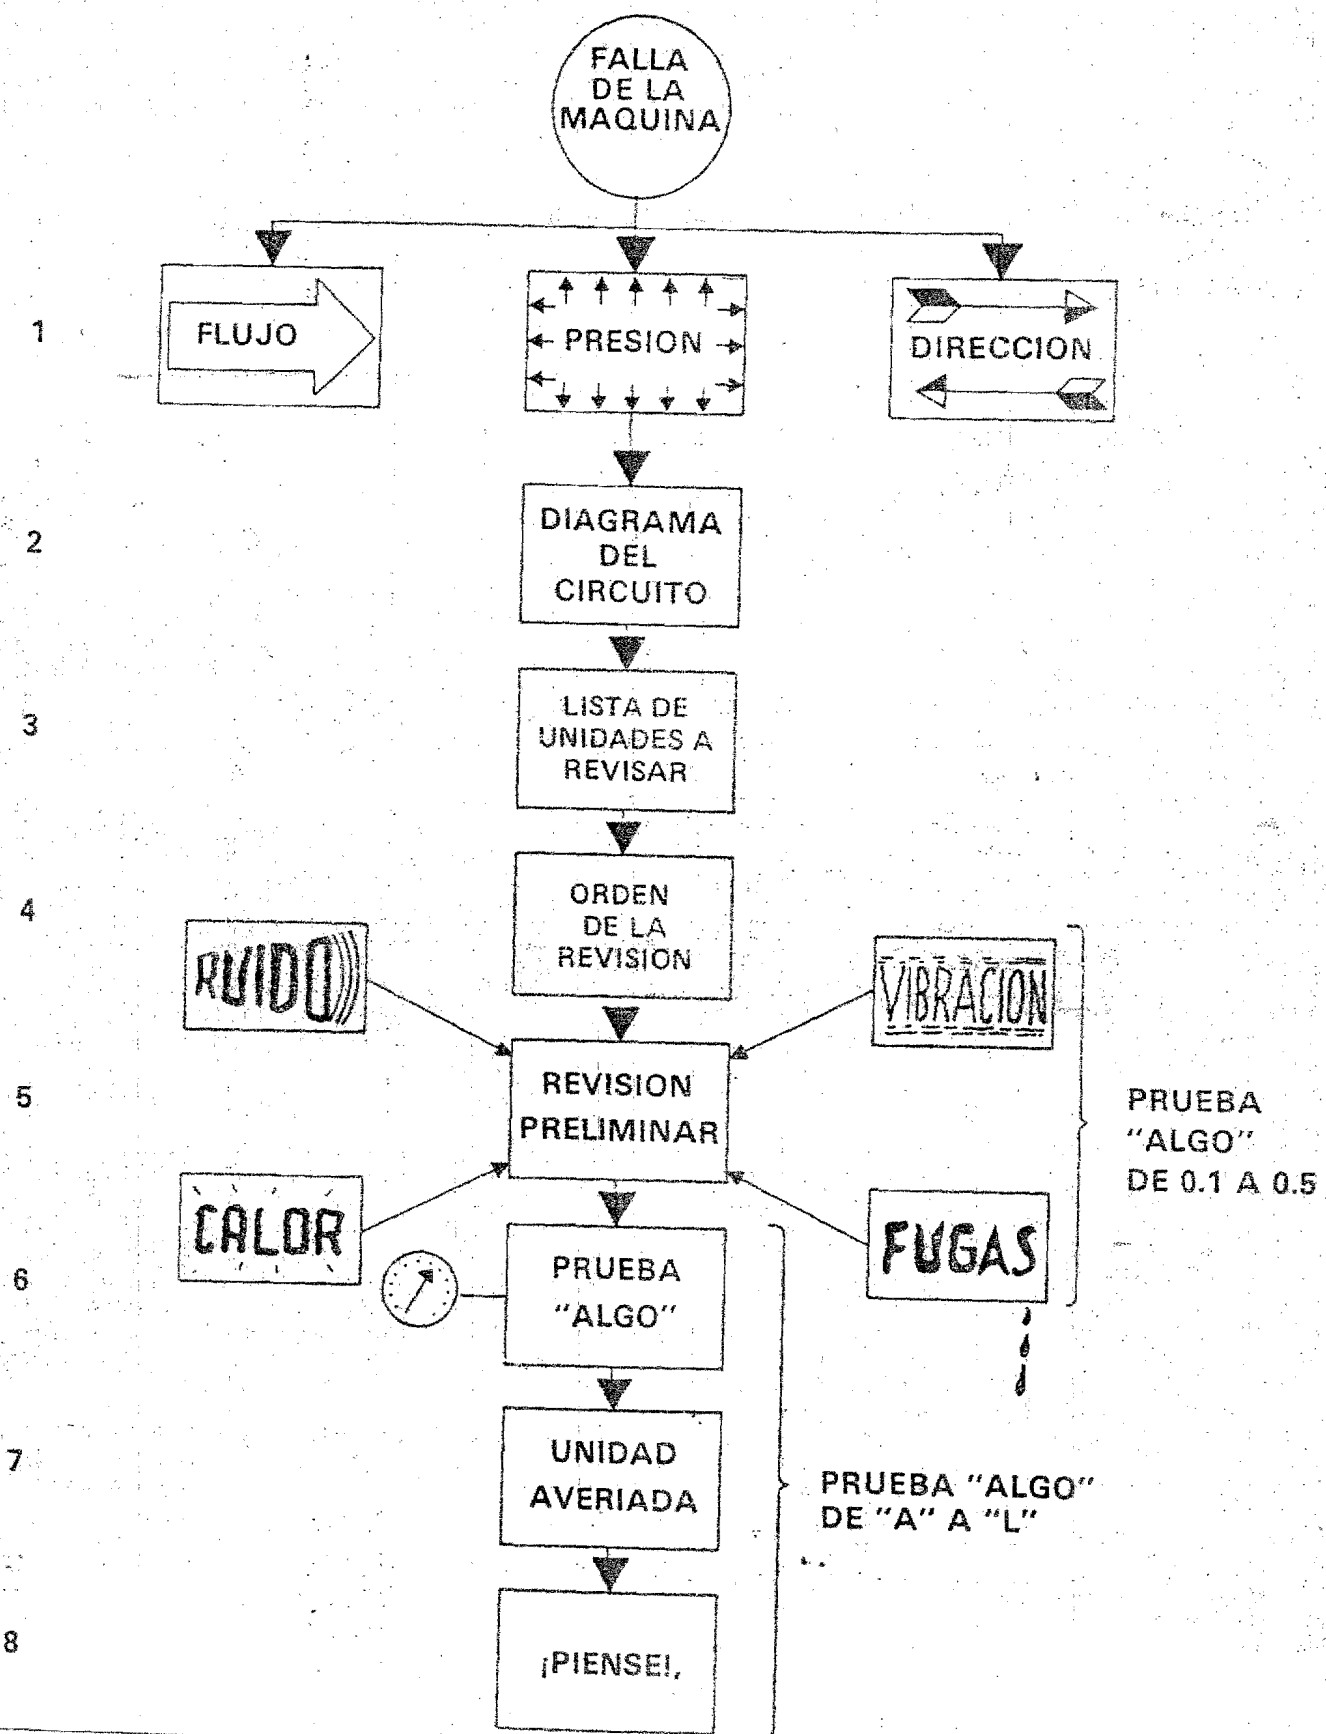 FALLA
DE LA
MAQUINA
1
FLUJO
PRESION
DIRECCION
2
DIAGRAMA
DEL
CIRCUITO
3
LISTA DE
UNIDADES A
REVISAR
4
ORDEN
DE LA
REVISION
RUIDO
VIBRACION
5
REVISION
PRELIMINAR
PRUEBA
"ALGO"
DE 0.1 A 0.5
CALOR
FUGAS
6
PRUEBA
"ALGO"
7
UNIDAD
AVERIADA
PRUEBA "ALGO"
DE "A" A "L"
8
¡PIENSE!,